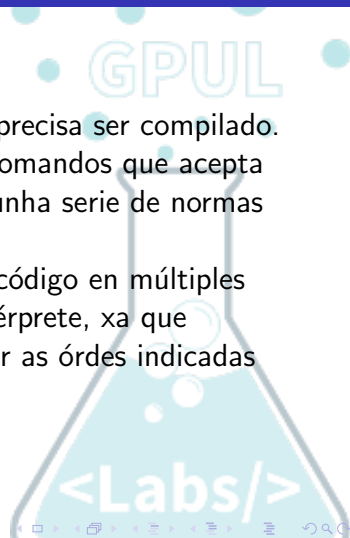 GPUL
precisa ser compilado.
omandos que acepta
unha serie de normas
código en múltiples
érprete, xa que
r as órdes indicadas
<Labs/>